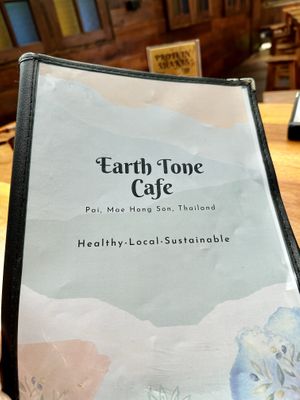 PROTEIN
SHAKES
Earth Tone
Cafe
Pai, Mae Hong Son, Thailand
Healthy-Local-Sustainable